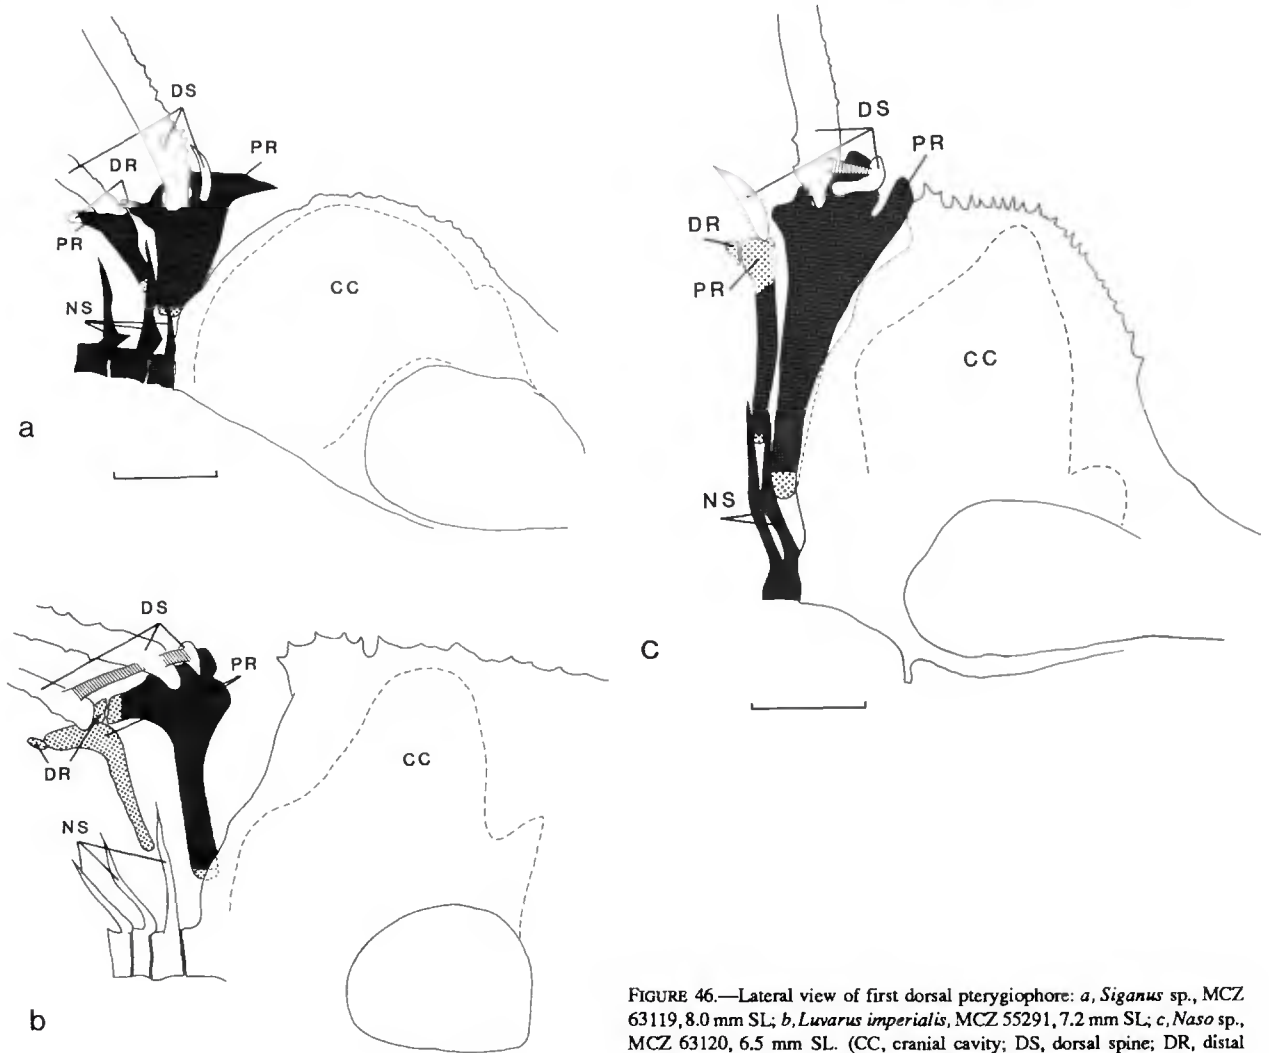 DS
PR
DR
PR
CC
NS
a
DS
PR
DR
PR
CC
NS
c
DS
PR
CC
DR
NS
b
FIGURE 46.—Lateral view of first dorsal pterygiophore: a, Siganus sp., MCZ
63119, 8.0 mm SL; b, Luvarus imperialis, MCZ 55291, 7.2 mm SL; c, Naso sp.,
MCZ 63120, 6.5 mm SL. (CC, cranial cavity; DS, dorsal spine; DR, distal